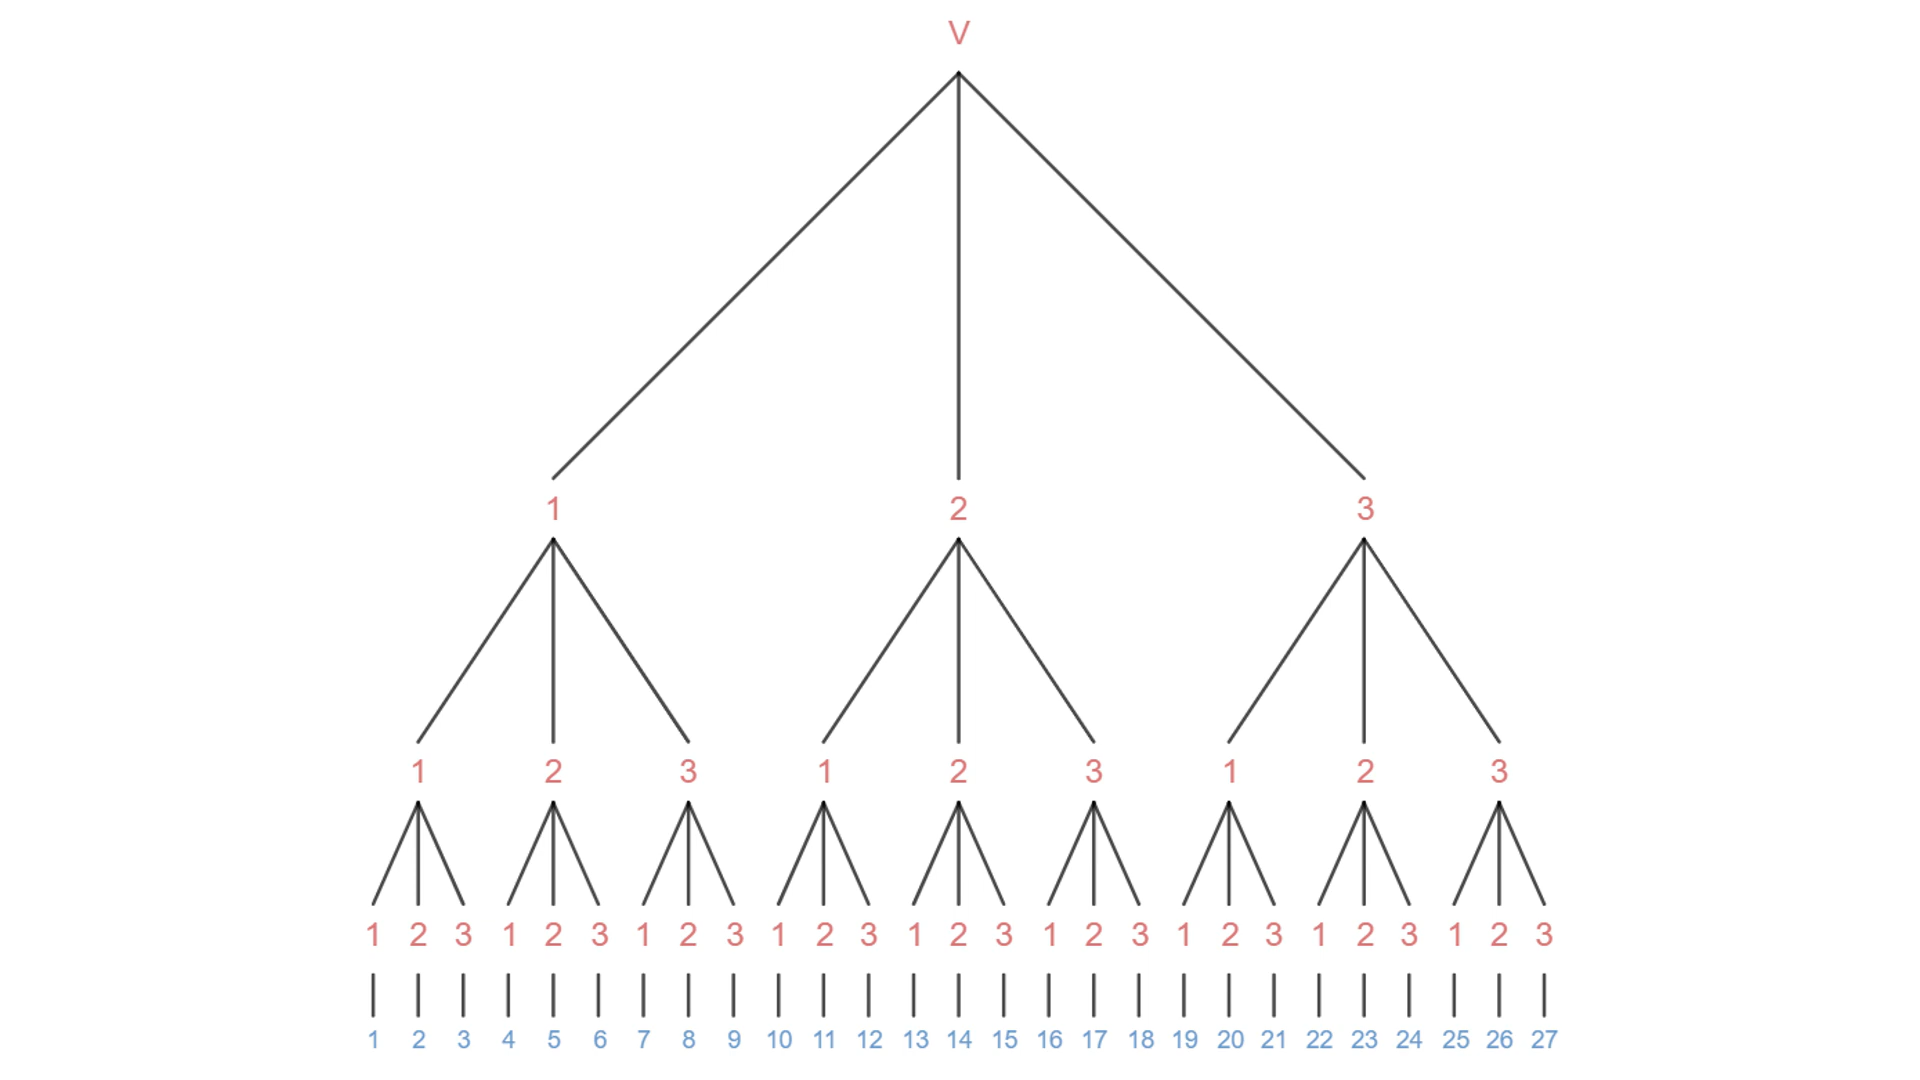 V
1 2 3
1 2 3 1 2 3 1 2 3
1 2 3 1 2 3 1 2 3 1 2 3 1 2 3 1 2 3 1 2 3 1 2 3 1 2 3
1 2 3 4 5 6 7 8 9 10 11 12 13 14 15 16 17 18 19 20 21 22 23 24 25 26 27